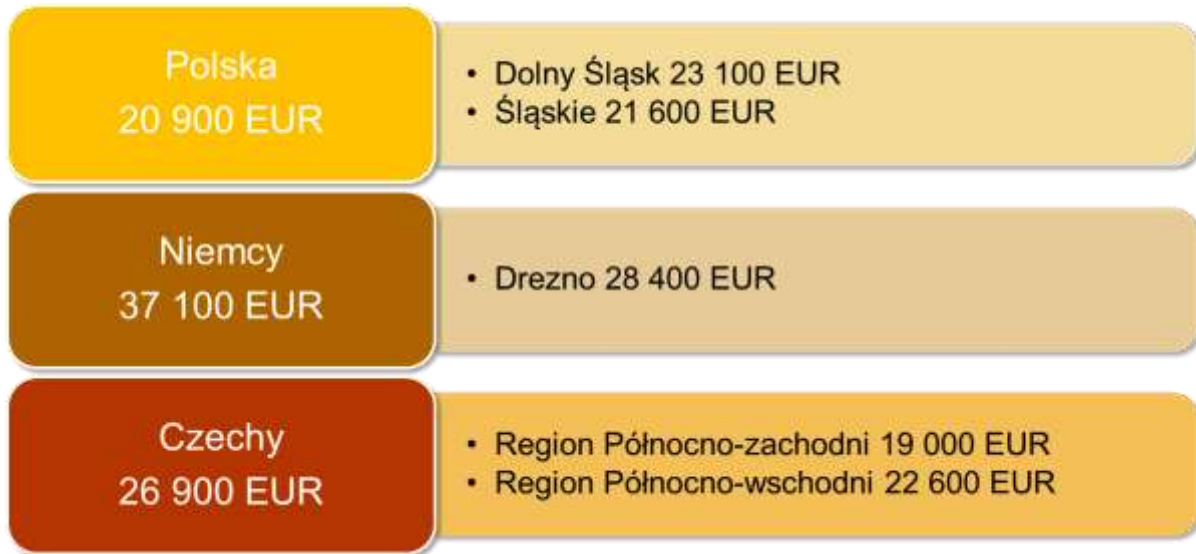 Polska
20 900 EUR
• Dolny Śląsk 23 100 EUR
• Śląskie 21 600 EUR
Niemcy
37 100 EUR
• Drezno 28 400 EUR
Czechy
26 900 EUR
• Region Północno-zachodni 19 000 EUR
• Region Północno-wschodni 22 600 EUR